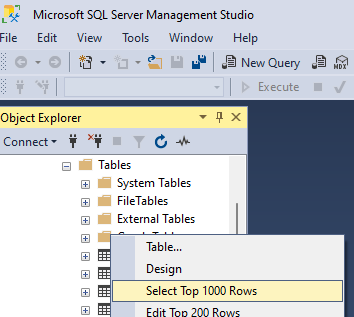 Microsoft SQL Server Management Studio
File Edit View Tools Window Help
New Query MDX
Execute
Object Explorer
Connect
Tables
System Tables
FileTables
External Tables
Table...
Design
Select Top 1000 Rows
Edit Top 200 Rows